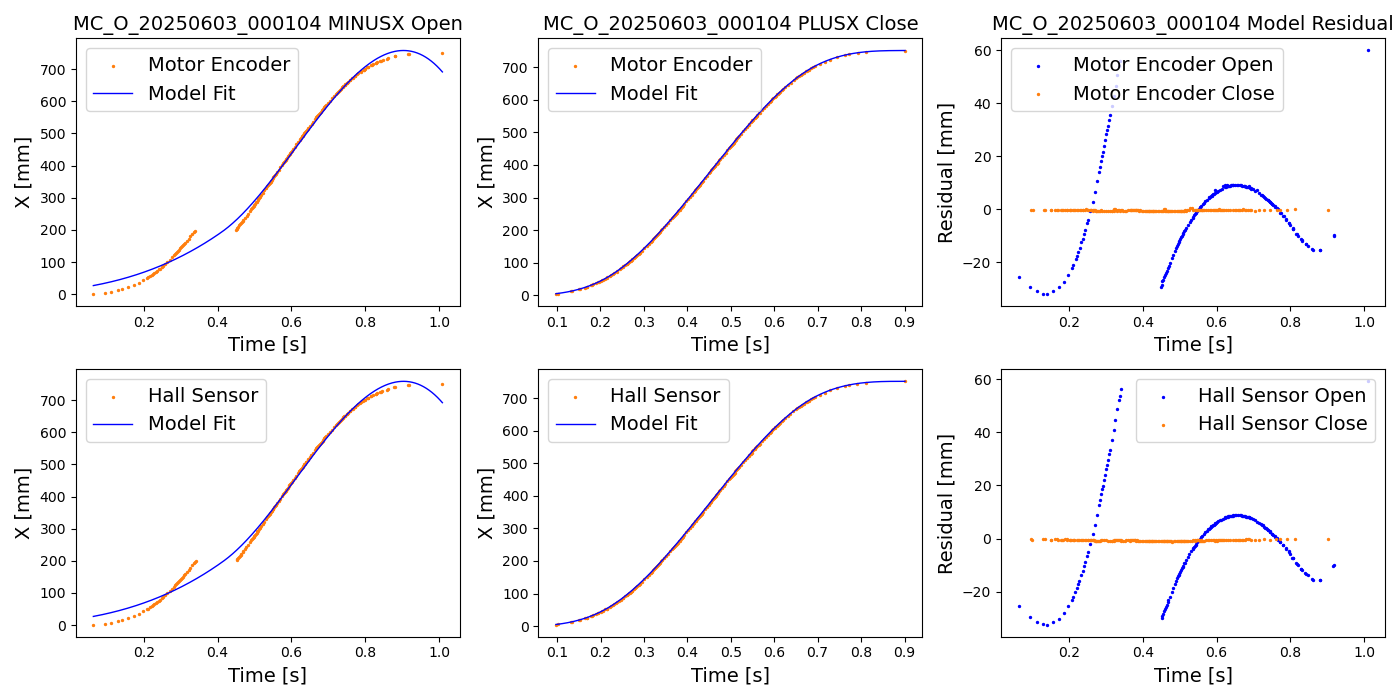 MC_O_20250603_000104 MINUSX Open
Motor Encoder
Model Fit
X [mm]
700
600
500
400
300
200
100
0
0.2 0.4 0.6 0.8 1.0
Time [s]
MC_O_20250603_000104 PLUSX Close
Motor Encoder
Model Fit
X [mm]
700
600
500
400
300
200
100
0
0.1 0.2 0.3 0.4 0.5 0.6 0.7 0.8 0.9
Time [s]
MC_O_20250603_000104 Model Residual
Motor Encoder Open
Motor Encoder Close
Residual [mm]
60
40
20
0
−20
0.2 0.4 0.6 0.8 1.0
Time [s]
Hall Sensor
Model Fit
X [mm]
700
600
500
400
300
200
100
0
0.2 0.4 0.6 0.8 1.0
Time [s]
Hall Sensor
Model Fit
X [mm]
700
600
500
400
300
200
100
0
0.1 0.2 0.3 0.4 0.5 0.6 0.7 0.8 0.9
Time [s]
Hall Sensor Open
Hall Sensor Close
Residual [mm]
60
40
20
0
−20
0.2 0.4 0.6 0.8 1.0
Time [s]